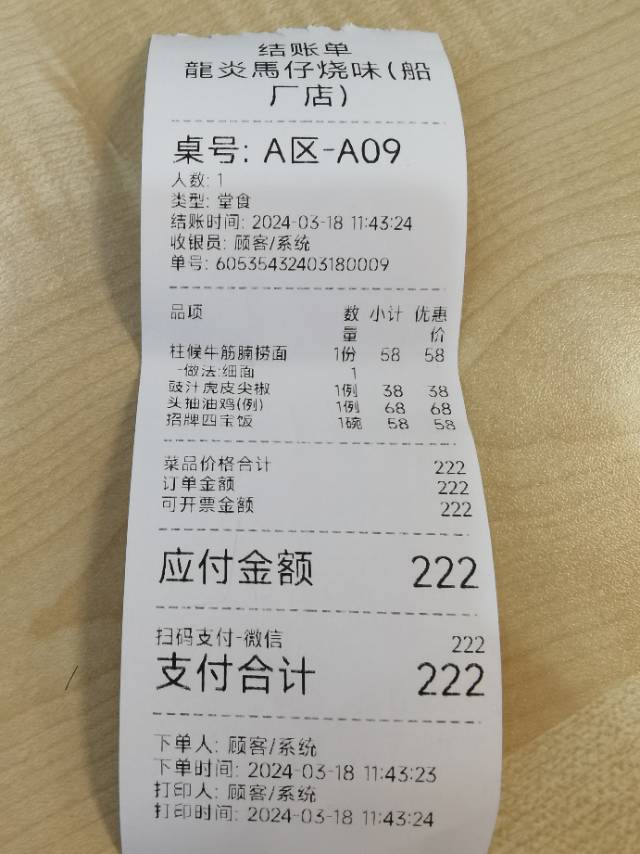 结账单
龍炎馬仔烧味(船
厂店)
桌号: A区-A09
人数: 1
类型: 堂食
结账时间: 2024-03-18 11:43:24
收银员: 顾客/系统
单号: 60535432403180009
品项 数 小计 优惠
量 价
柱候牛筋腩捞面 1份 58 58
-做法:细面 1
豉汁虎皮尖椒 1例 38 38
头抽油鸡(例) 1例 68 68
招牌四宝饭 1碗 58 58
菜品价格合计 222
订单金额 222
可开票金额 222
应付金额 222
扫码支付-微信 222
支付合计 222
下单人: 顾客/系统
下单时间: 2024-03-18 11:43:23
打印人: 顾客/系统
打印时间: 2024-03-18 11:43:24